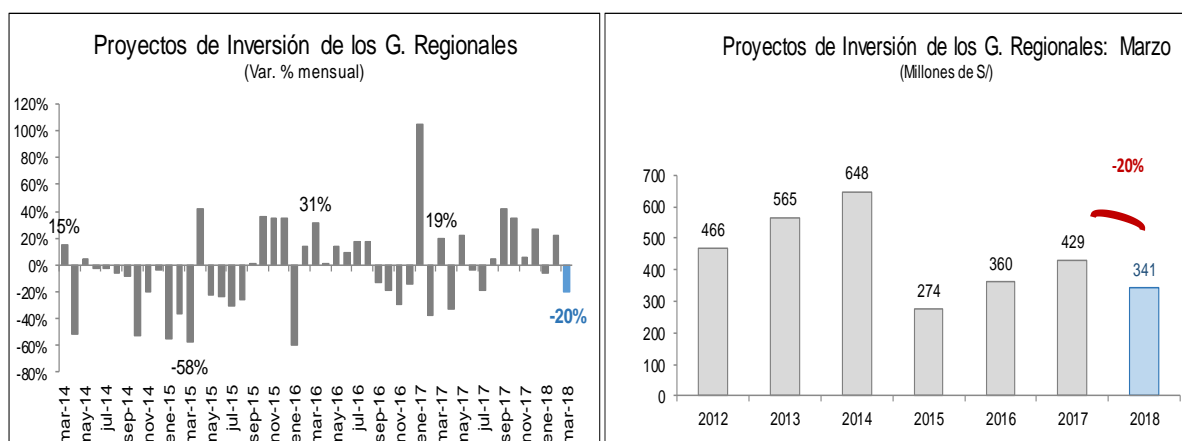 Proyectos de Inversión de los G. Regionales
(Var. % mensual)
120%
100%
80%
60%
40%
20%
0%
-20%
-40%
-60%
-80%
15%
-58%
31%
19%
-20%
mar-14
may-14
jul-14
sep-14
nov-14
ene-15
mar-15
may-15
jul-15
sep-15
nov-15
ene-16
mar-16
may-16
jul-16
sep-16
nov-16
ene-17
mar-17
may-17
jul-17
sep-17
nov-17
ene-18
mar-18
Proyectos de Inversión de los G. Regionales: Marzo
(Millones de S/)
-20%
700
600
500
400
300
200
100
0
466
565
648
274
360
429
341
2012
2013
2014
2015
2016
2017
2018